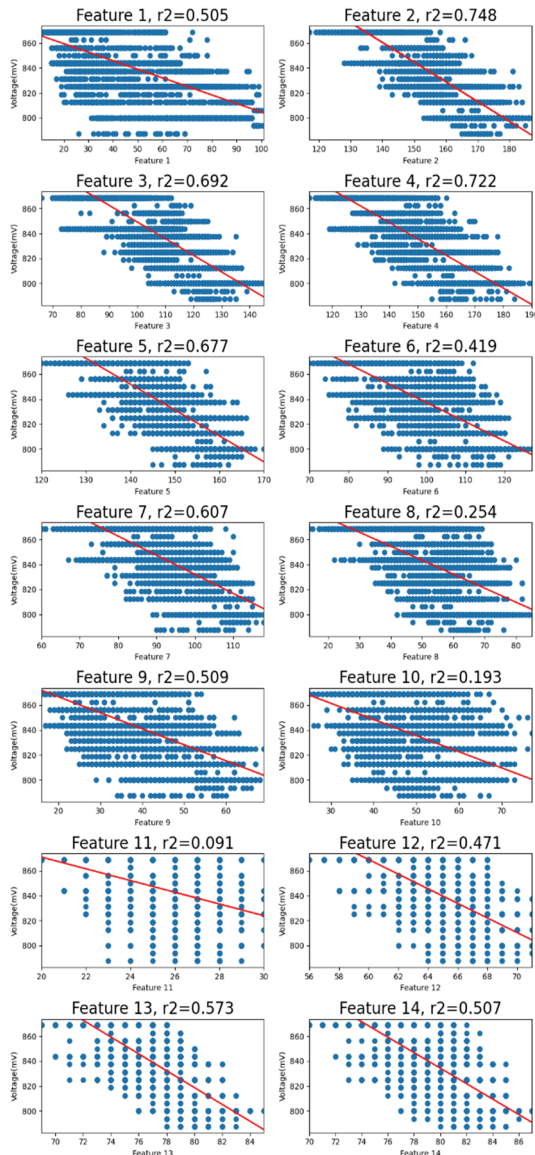 Feature 1, r2=0.505
860
840
820
800
Voltage(mV)
20 30 40 50 60 70 80 90 100
Feature 1
Feature 2, r2=0.748
860
840
820
800
Voltage(mV)
120 130 140 150 160 170 180
Feature 2
Feature 3, r2=0.692
860
840
820
800
Voltage(mV)
70 80 90 100 110 120 130 140
Feature 3
Feature 4, r2=0.722
860
840
820
800
Voltage(mV)
120 130 140 150 160 170 180 190
Feature 4
Feature 5, r2=0.677
860
840
820
800
Voltage(mV)
120 130 140 150 160 170
Feature 5
Feature 6, r2=0.419
860
840
820
800
Voltage(mV)
70 80 90 100 110 120
Feature 6
Feature 7, r2=0.607
860
840
820
800
Voltage(mV)
60 70 80 90 100 110
Feature 7
Feature 8, r2=0.254
860
840
820
800
Voltage(mV)
20 30 40 50 60 70 80
Feature 8
Feature 9, r2=0.509
860
840
820
800
Voltage(mV)
20 30 40 50 60
Feature 9
Feature 10, r2=0.193
860
840
820
800
Voltage(mV)
30 40 50 60 70
Feature 10
Feature 11, r2=0.091
860
840
820
800
Voltage(mV)
20 22 24 26 28 30
Feature 11
Feature 12, r2=0.471
860
840
820
800
Voltage(mV)
56 58 60 62 64 66 68 70
Feature 12
Feature 13, r2=0.573
860
840
820
800
Voltage(mV)
70 72 74 76 78 80 82 84
Feature 13
Feature 14, r2=0.507
860
840
820
800
Voltage(mV)
70 72 74 76 78 80 82 84 86
Feature 14